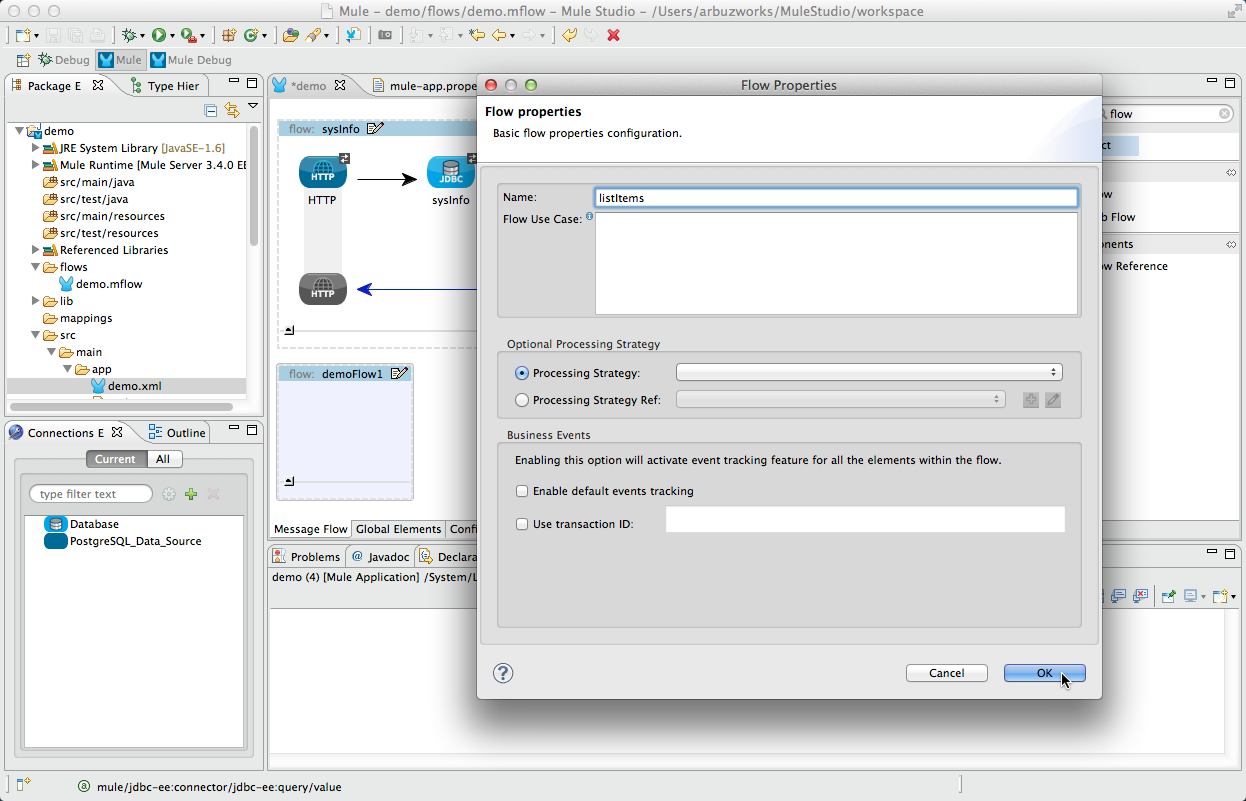 Mule – demo/flows/demo.mflow – Mule Studio – /Users/arbuzworks/MuleStudio/workspace
Debug Mule Mule Debug
Package E Type Hier
demo
JRE System Library [JavaSE-1.6]
Mule Runtime [Mule Server 3.4.0 EE
src/main/java
src/test/java
src/main/resources
src/test/resources
Referenced Libraries
flows
demo.mflow
lib
mappings
src
main
app
demo.xml
Connections E Outline
Current All
type filter text
Database
PostgreSQL_Data_Source
*demo mule-app.prope
flow: sysInfo
HTTP JDBC
HTTP sysInfo
HTTP
flow: demoFlow1
Message Flow Global Elements Confi
Problems @ Javadoc Declara
demo (4) [Mule Application] /System/L
Flow Properties
Flow properties
Basic flow properties configuration.
Name: listItems
Flow Use Case:
Optional Processing Strategy
Processing Strategy:
Processing Strategy Ref:
Business Events
Enabling this option will activate event tracking feature for all the elements within the flow.
Enable default events tracking
Use transaction ID:
? Cancel OK
flow
ct
ow
b Flow
onents
ow Reference
mule/jdbc-ee:connector/jdbc-ee:query/value